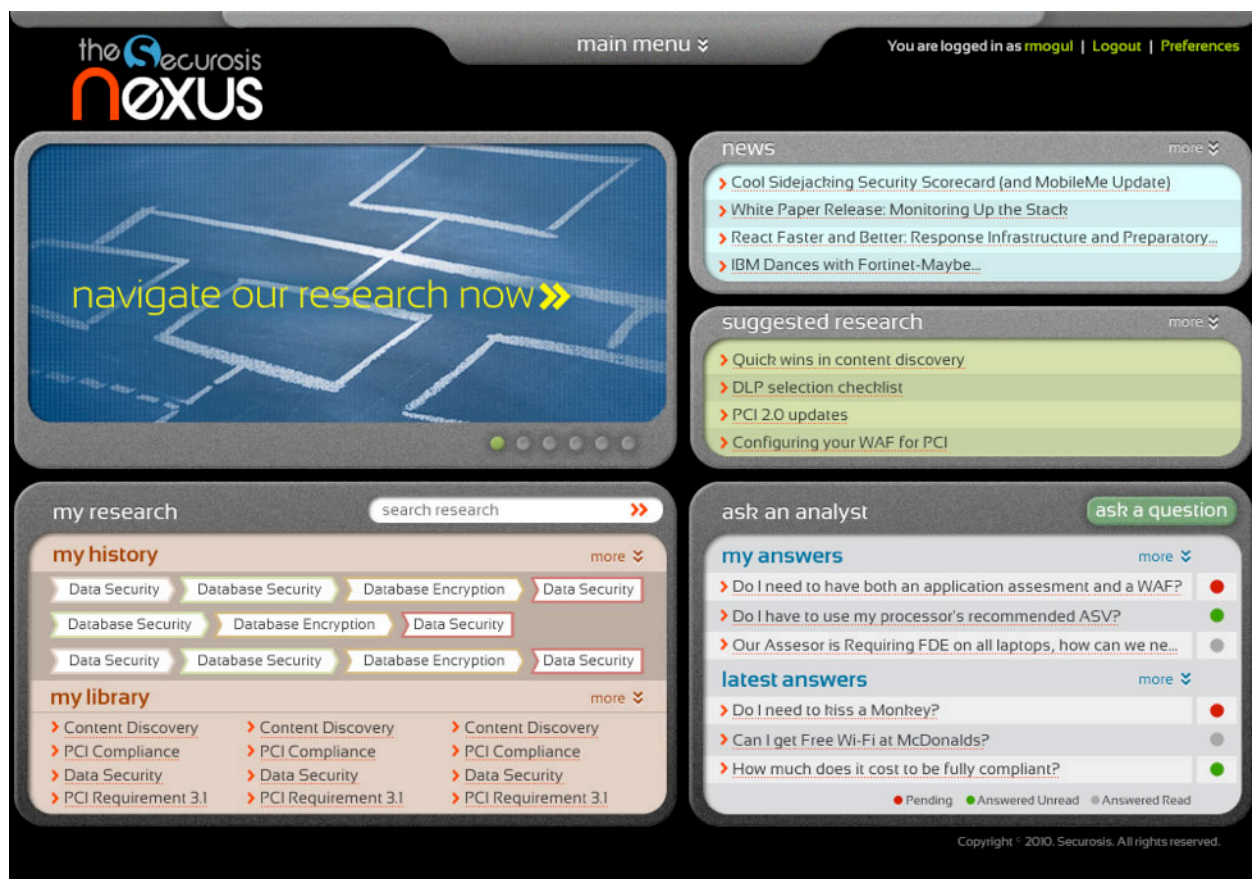 the Securosis
nexus
main menu
You are logged in as rmogul | Logout | Preferences
navigate our research now
news
more
Cool Sidejacking Security Scorecard (and MobileMe Update)
White Paper Release: Monitoring Up the Stack
React Faster and Better: Response Infrastructure and Preparatory...
IBM Dances with Fortinet-Maybe...
suggested research
more
Quick wins in content discovery
DLP selection checklist
PCI 2.0 updates
Configuring your WAF for PCI
my research
search research
my history
more
Data Security Database Security Database Encryption Data Security
Database Security Database Encryption Data Security
Data Security Database Security Database Encryption Data Security
my library
more
Content Discovery Content Discovery Content Discovery
PCI Compliance PCI Compliance PCI Compliance
Data Security Data Security Data Security
PCI Requirement 3.1 PCI Requirement 3.1 PCI Requirement 3.1
ask an analyst
ask a question
my answers
more
Do I need to have both an application assesment and a WAF?
Do I have to use my processor's recommended ASV?
Our Assesor is Requiring FDE on all laptops, how can we ne...
latest answers
more
Do I need to kiss a Monkey?
Can I get Free Wi-Fi at McDonalds?
How much does it cost to be fully compliant?
Pending Answered Unread Answered Read
Copyright © 2010. Securosis. All rights reserved.